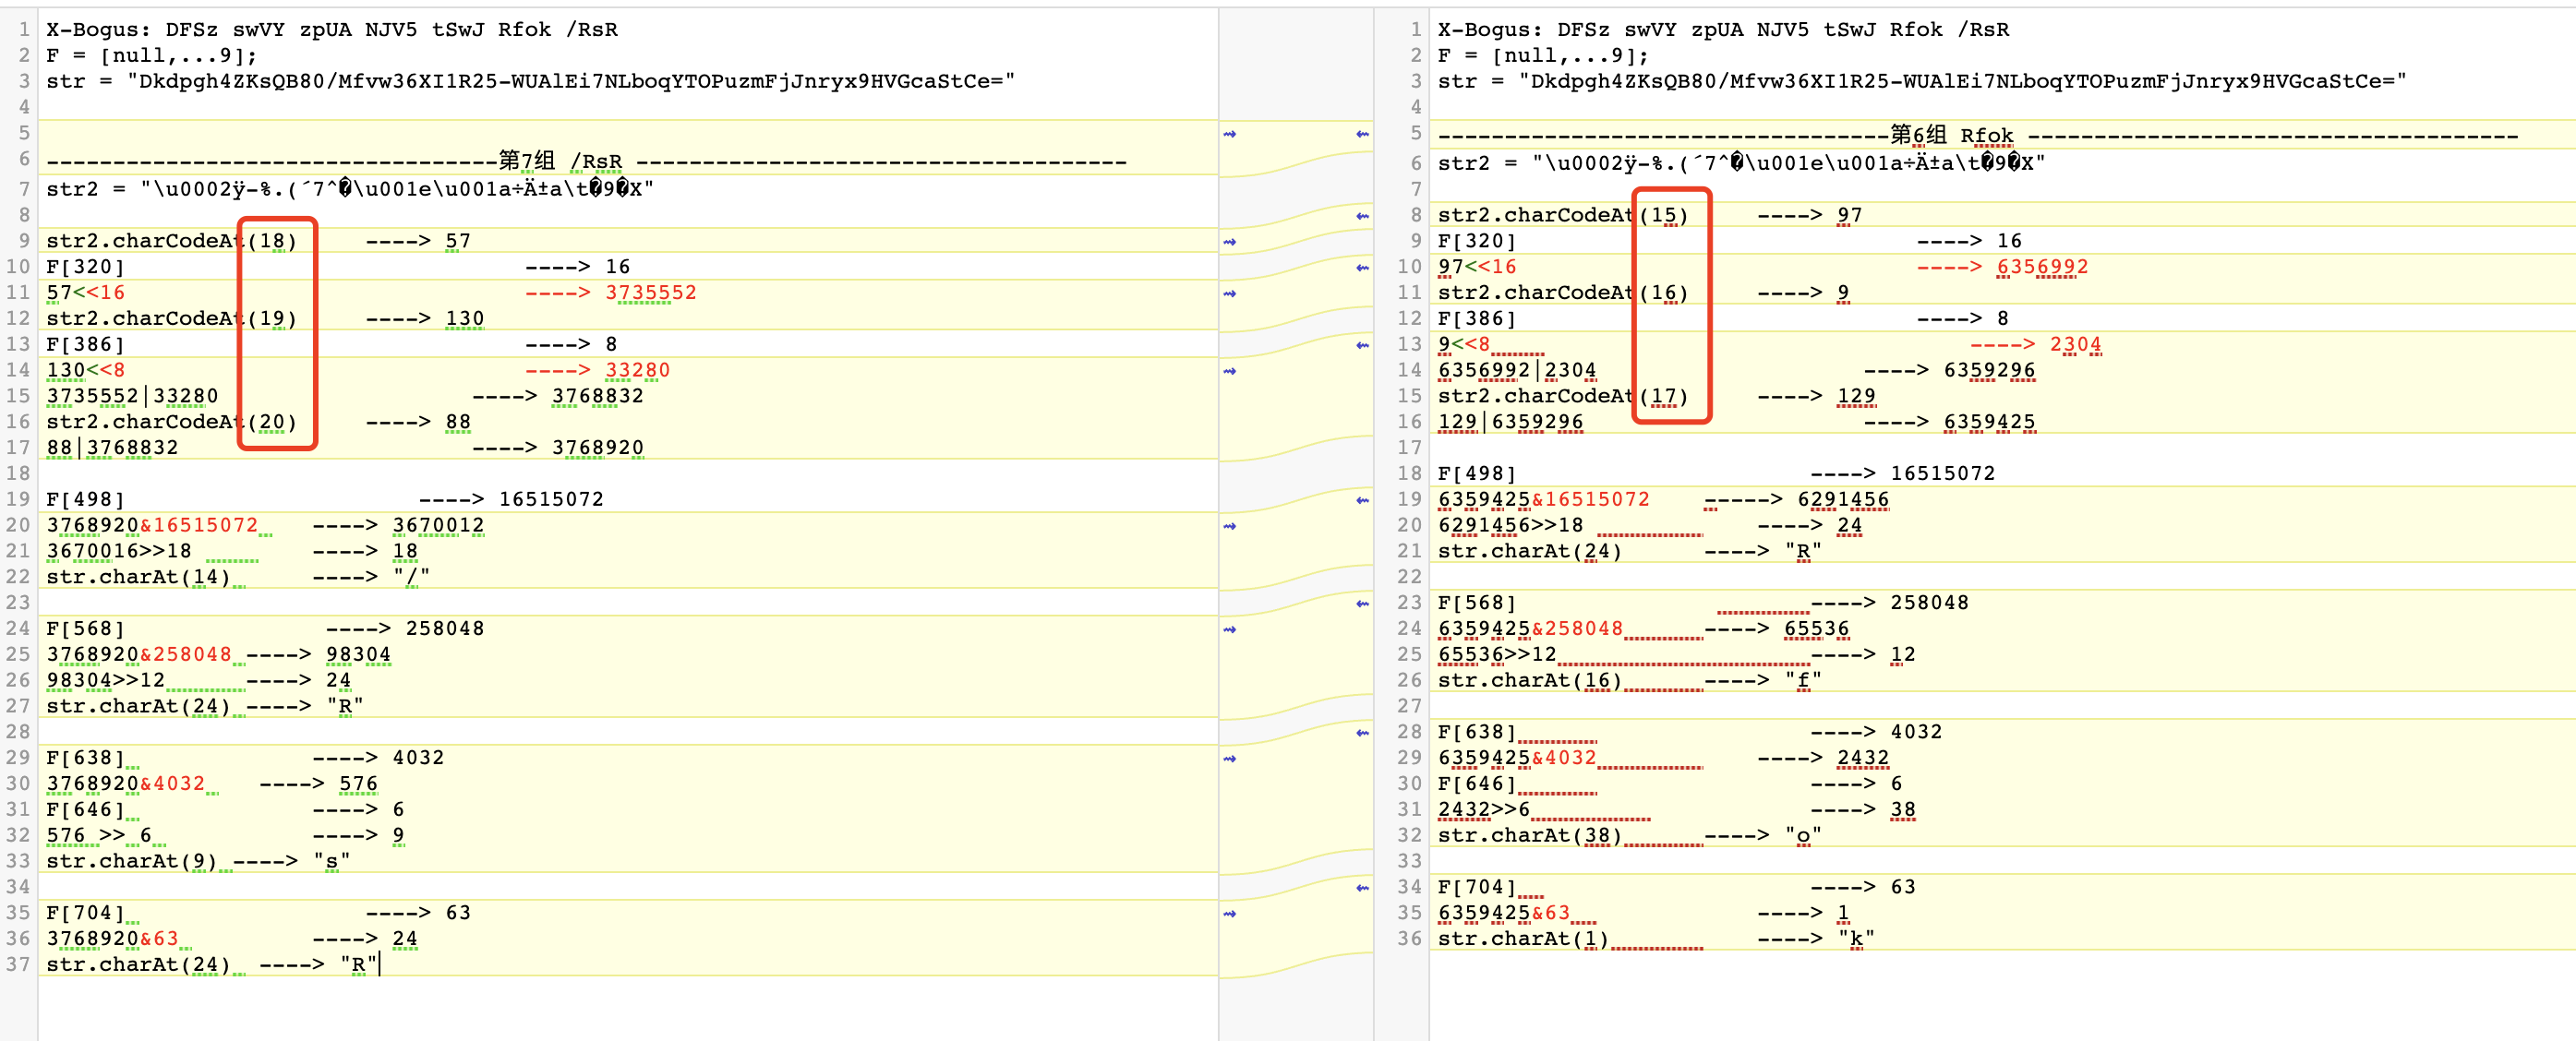 1 X-Bogus: DFSz swVY zpUA NJV5 tSwJ Rfok /RsR
2 F = [null,...9];
3 str = "Dkdpgh4ZKsQB80/Mfvw36XI1R25-WUAlEi7NLboqYTOPuzmFjJnryx9HVGcaStCe="
4
5
6 ----------------------------------第7组 /RsR -------------------------------------
7 str2 = "\u0002ÿ-%.(´7^�\u001e\u001a÷Ä±a\t�9�X"
8
9 str2.charCodeAt(18) ----> 57
10 F[320] ----> 16
11 57<<16 ----> 3735552
12 str2.charCodeAt(19) ----> 130
13 F[386] ----> 8
14 130<<8 ----> 33280
15 3735552|33280 ----> 3768832
16 str2.charCodeAt(20) ----> 88
17 88|3768832 ----> 3768920
18
19 F[498] ----> 16515072
20 3768920&16515072 ----> 3670012
21 3670016>>18 ----> 18
22 str.charAt(14) ----> "/"
23
24 F[568] ----> 258048
25 3768920&258048 ----> 98304
26 98304>>12 ----> 24
27 str.charAt(24) ----> "R"
28
29 F[638] ----> 4032
30 3768920&4032 ----> 576
31 F[646] ----> 6
32 576 >> 6 ----> 9
33 str.charAt(9) ----> "s"
34
35 F[704] ----> 63
36 3768920&63 ----> 24
37 str.charAt(24) ----> "R"
1 X-Bogus: DFSz swVY zpUA NJV5 tSwJ Rfok /RsR
2 F = [null,...9];
3 str = "Dkdpgh4ZKsQB80/Mfvw36XI1R25-WUAlEi7NLboqYTOPuzmFjJnryx9HVGcaStCe="
4
5 ----------------------------------第6组 Rfok -------------------------------------
6 str2 = "\u0002ÿ-%.(´7^�\u001e\u001a÷Ä±a\t�9�X"
7
8 str2.charCodeAt(15) ----> 97
9 F[320] ----> 16
10 97<<16 ----> 6356992
11 str2.charCodeAt(16) ----> 9
12 F[386] ----> 8
13 9<<8 ----> 2304
14 6356992|2304 ----> 6359296
15 str2.charCodeAt(17) ----> 129
16 129|6359296 ----> 6359425
17
18 F[498] ----> 16515072
19 6359425&16515072 -----> 6291456
20 6291456>>18 ----> 24
21 str.charAt(24) ----> "R"
22
23 F[568] ----> 258048
24 6359425&258048 ----> 65536
25 65536>>12 ----> 12
26 str.charAt(16) ----> "f"
27
28 F[638] ----> 4032
29 6359425&4032 ----> 2432
30 F[646] ----> 6
31 2432>>6 ----> 38
32 str.charAt(38) ----> "o"
33
34 F[704] ----> 63
35 6359425&63 ----> 1
36 str.charAt(1) ----> "k"